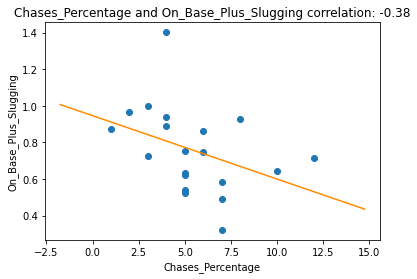 Chases_Percentage and On_Base_Plus_Slugging correlation: -0.38
On_Base_Plus_Slugging
1.4
1.2
1.0
0.8
0.6
0.4
−2.5 0.0 2.5 5.0 7.5 10.0 12.5 15.0
Chases_Percentage